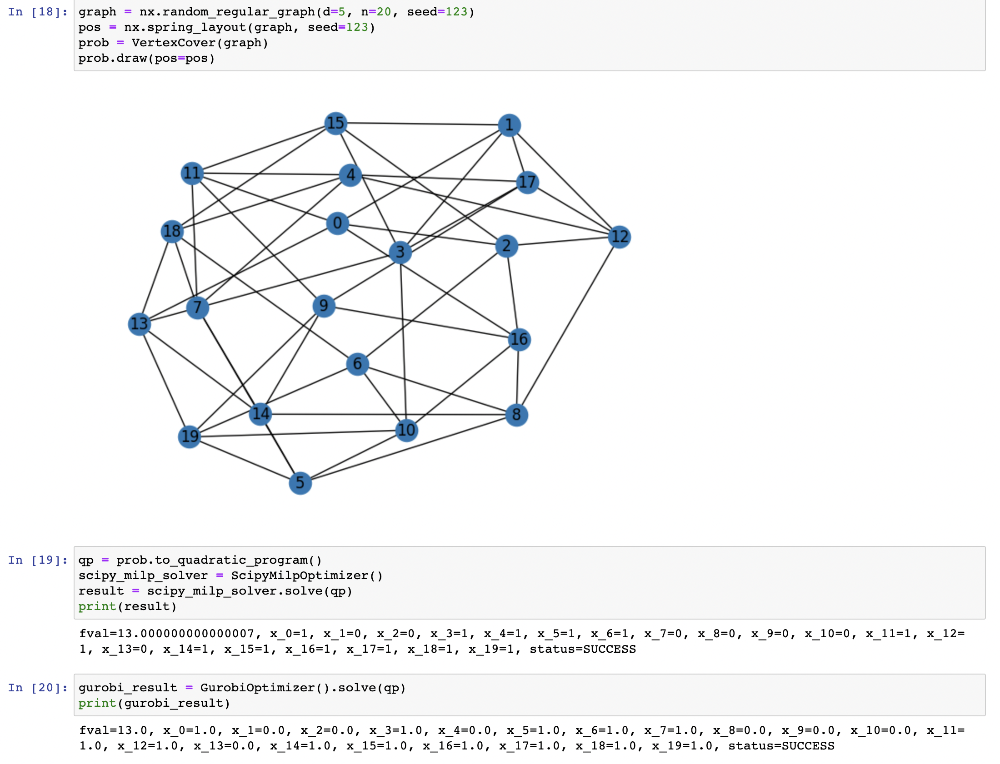 In [18]: graph = nx.random_regular_graph(d=5, n=20, seed=123)
pos = nx.spring_layout(graph, seed=123)
prob = VertexCover(graph)
prob.draw(pos=pos)
15 1
11 4 17
18 0 3 2 12
13 7 9 16
6
14 10 8
19
5
In [19]: qp = prob.to_quadratic_program()
scipy_milp_solver = ScipyMilpOptimizer()
result = scipy_milp_solver.solve(qp)
print(result)
fval=13.000000000000007, x_0=1, x_1=0, x_2=0, x_3=1, x_4=1, x_5=1, x_6=1, x_7=0, x_8=0, x_9=0, x_10=0, x_11=1, x_12=
1, x_13=0, x_14=1, x_15=1, x_16=1, x_17=1, x_18=1, x_19=1, status=SUCCESS
In [20]: gurobi_result = GurobiOptimizer().solve(qp)
print(gurobi_result)
fval=13.0, x_0=1.0, x_1=0.0, x_2=0.0, x_3=1.0, x_4=0.0, x_5=1.0, x_6=1.0, x_7=1.0, x_8=0.0, x_9=0.0, x_10=0.0, x_11=
1.0, x_12=1.0, x_13=0.0, x_14=1.0, x_15=1.0, x_16=1.0, x_17=1.0, x_18=1.0, x_19=1.0, status=SUCCESS